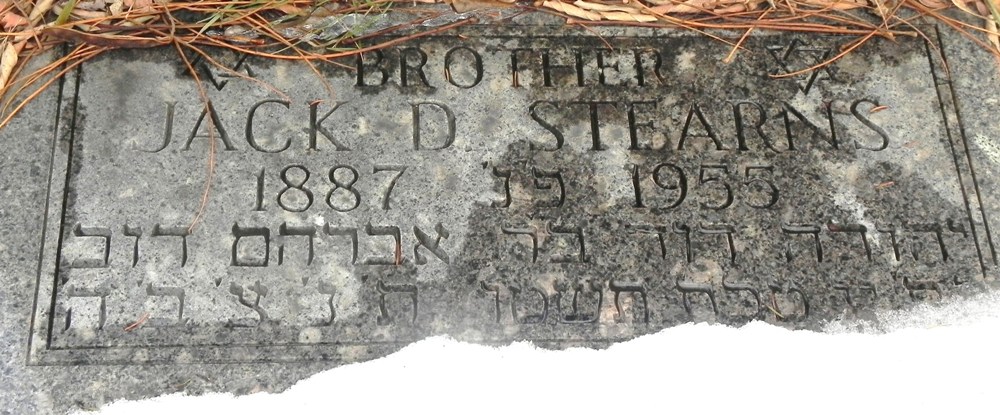 BROTHER
JACK D. STEARNS
1887 פ נ 1955
יהודה דוד בר אברהם דוב
טבת תשטו ת' נ' צ' ב' ה